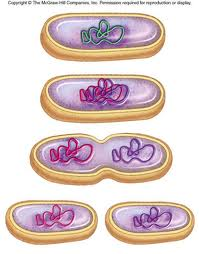 Copyright © The McGraw-Hill Companies, Inc. Permission required for reproduction or display.